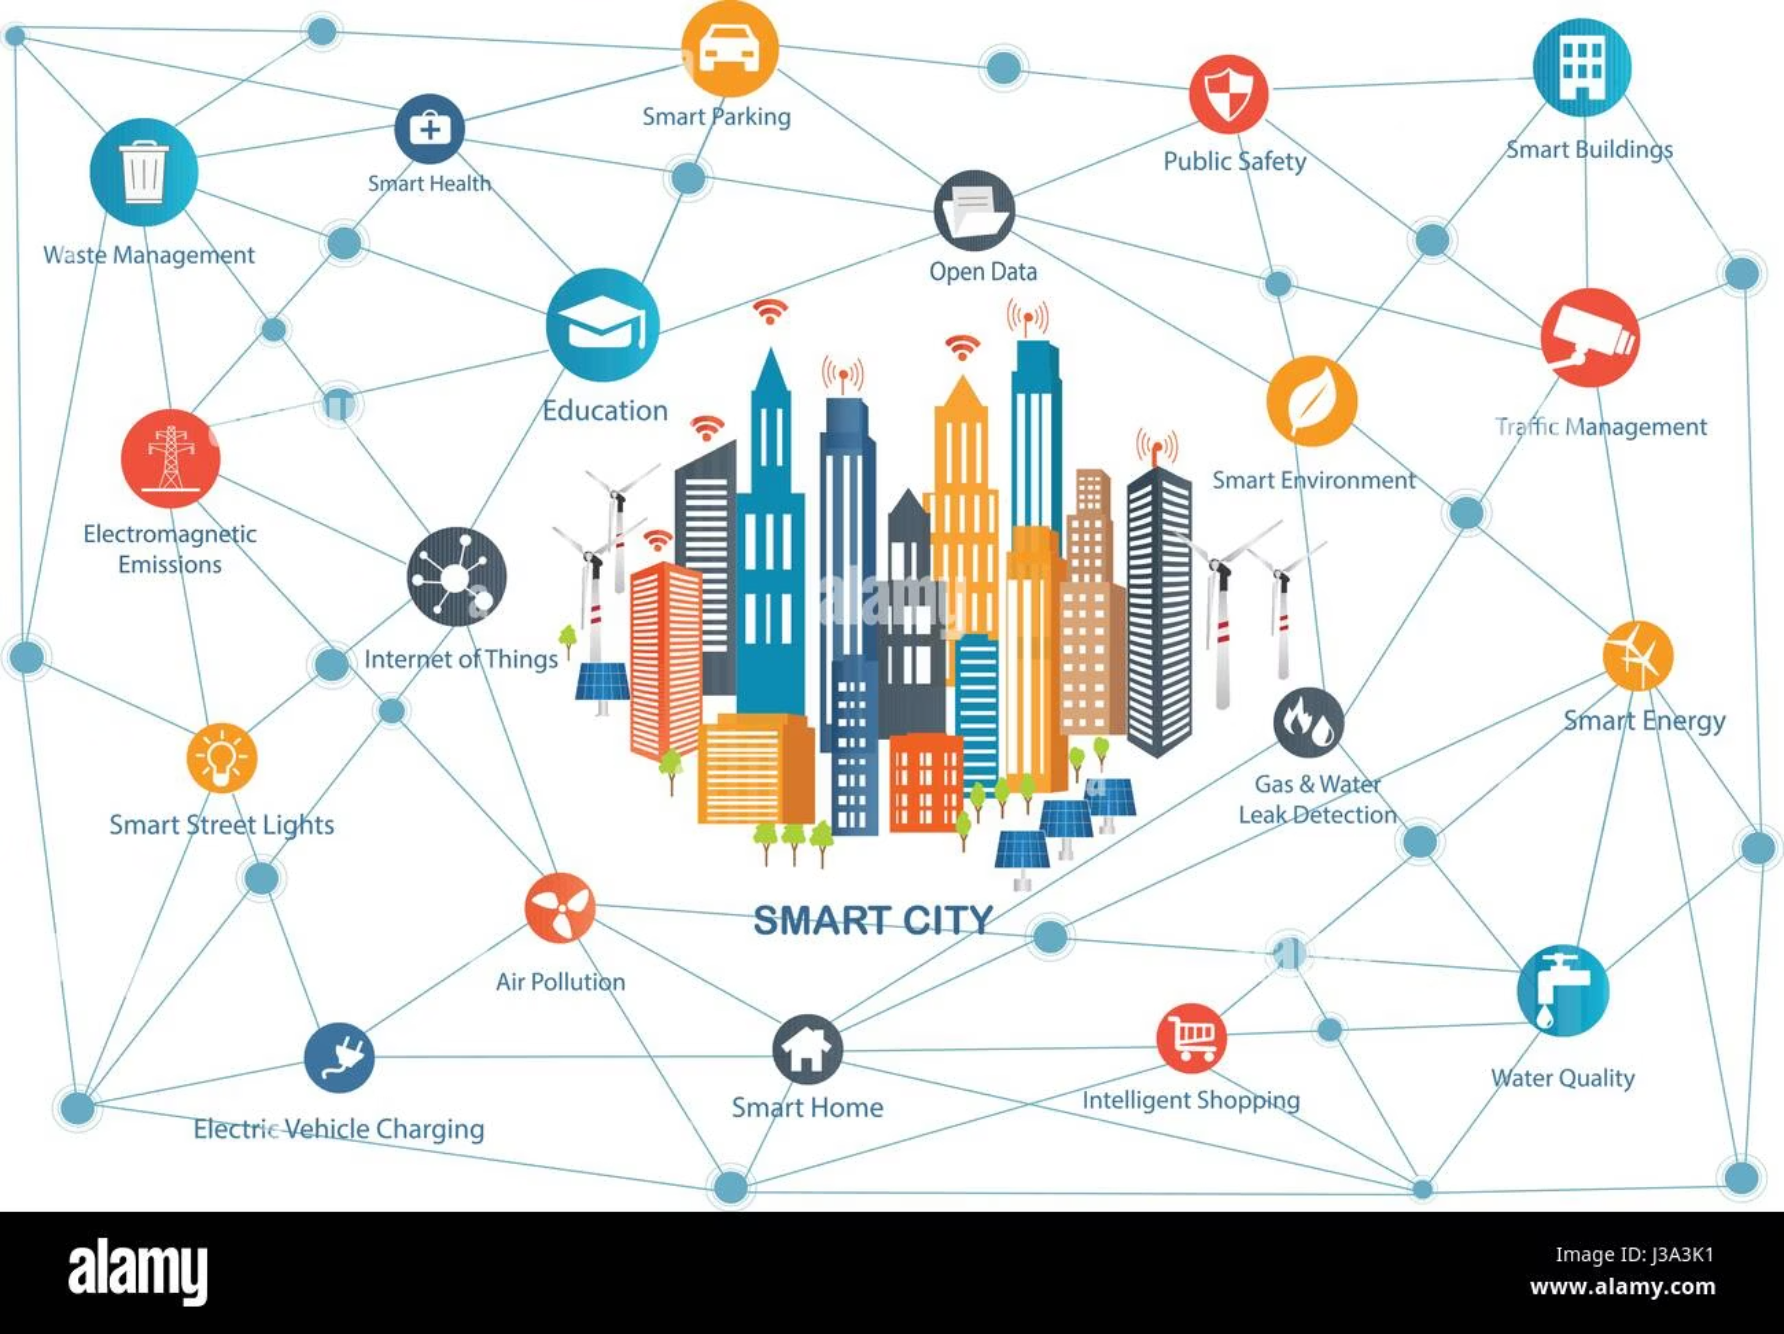 Smart Parking
Smart Health
Public Safety
Smart Buildings
Waste Management
Open Data
Education
Traffic Management
Smart Environment
Electromagnetic
Emissions
Internet of Things
Smart Energy
Gas & Water
Leak Detection
Smart Street Lights
SMART CITY
Air Pollution
Smart Home
Intelligent Shopping
Water Quality
Electric Vehicle Charging
alamy
alamy
Image ID: J3A3K1
www.alamy.com